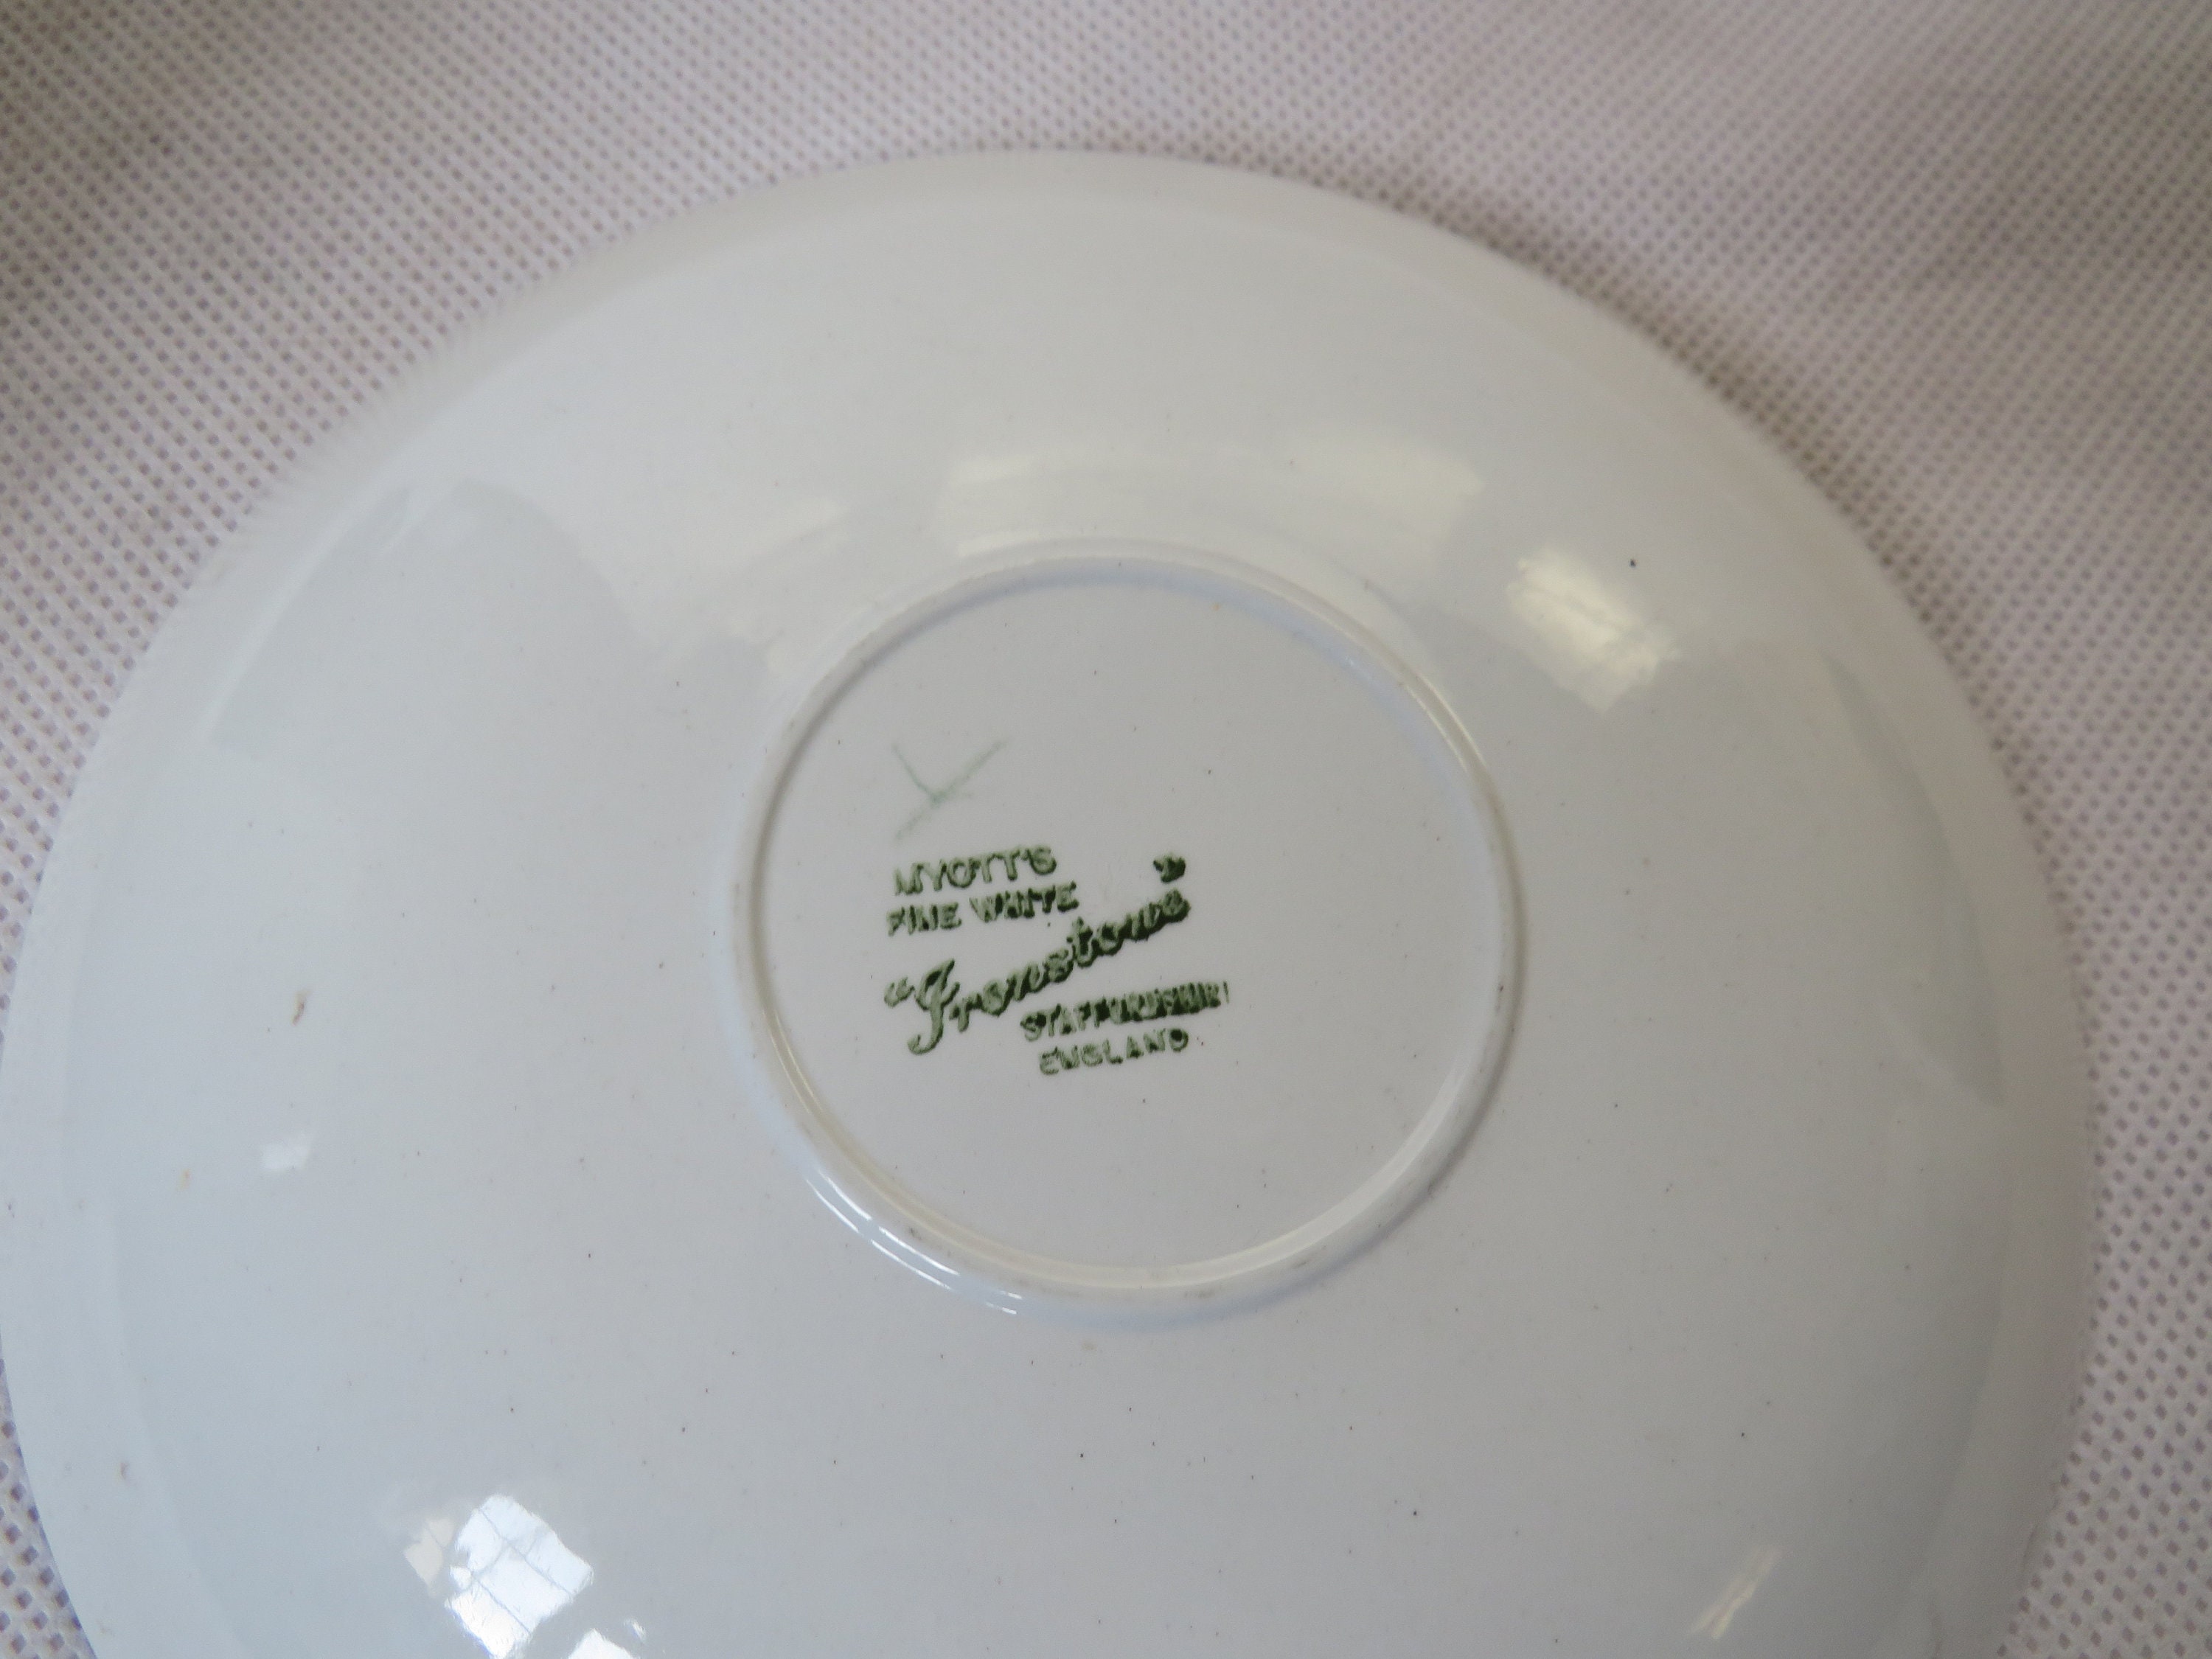 MYOTT'S
FINE WHITE
"Ironstone"
STAFFORDSHIRE
ENGLAND